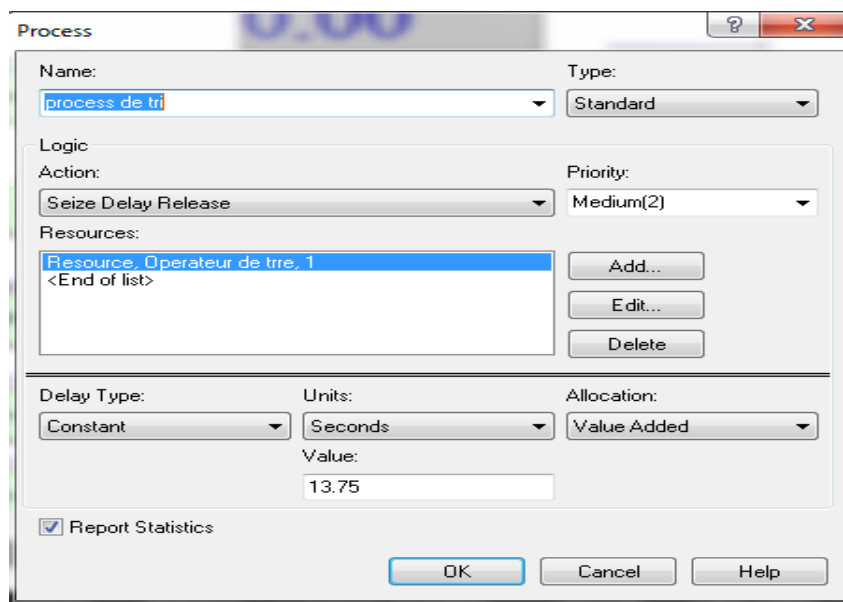 0.00
Process
Name: Type:
process de tri Standard
Logic
Action: Priority:
Seize Delay Release Medium(2)
Resources:
Resource, Operateur de trre, 1
<End of list>
Add...
Edit...
Delete
Delay Type: Units: Allocation:
Constant Seconds Value Added
Value:
13.75
Report Statistics
OK Cancel Help